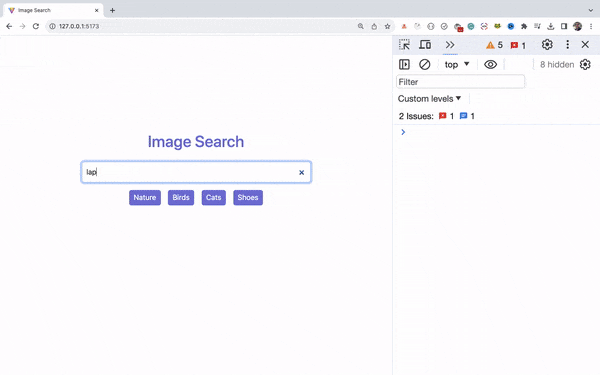 Image Search
127.0.0.1:5173
5 1
top 8 hidden
Filter
Custom levels
2 Issues: 1 1
Image Search
lap
Nature Birds Cats Shoes